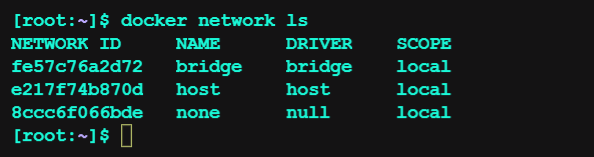 [root:~]$ docker network ls
NETWORK ID     NAME      DRIVER    SCOPE
fe57c76a2d72   bridge    bridge    local
e217f74b870d   host      host      local
8ccc6f066bde   none      null      local
[root:~]$